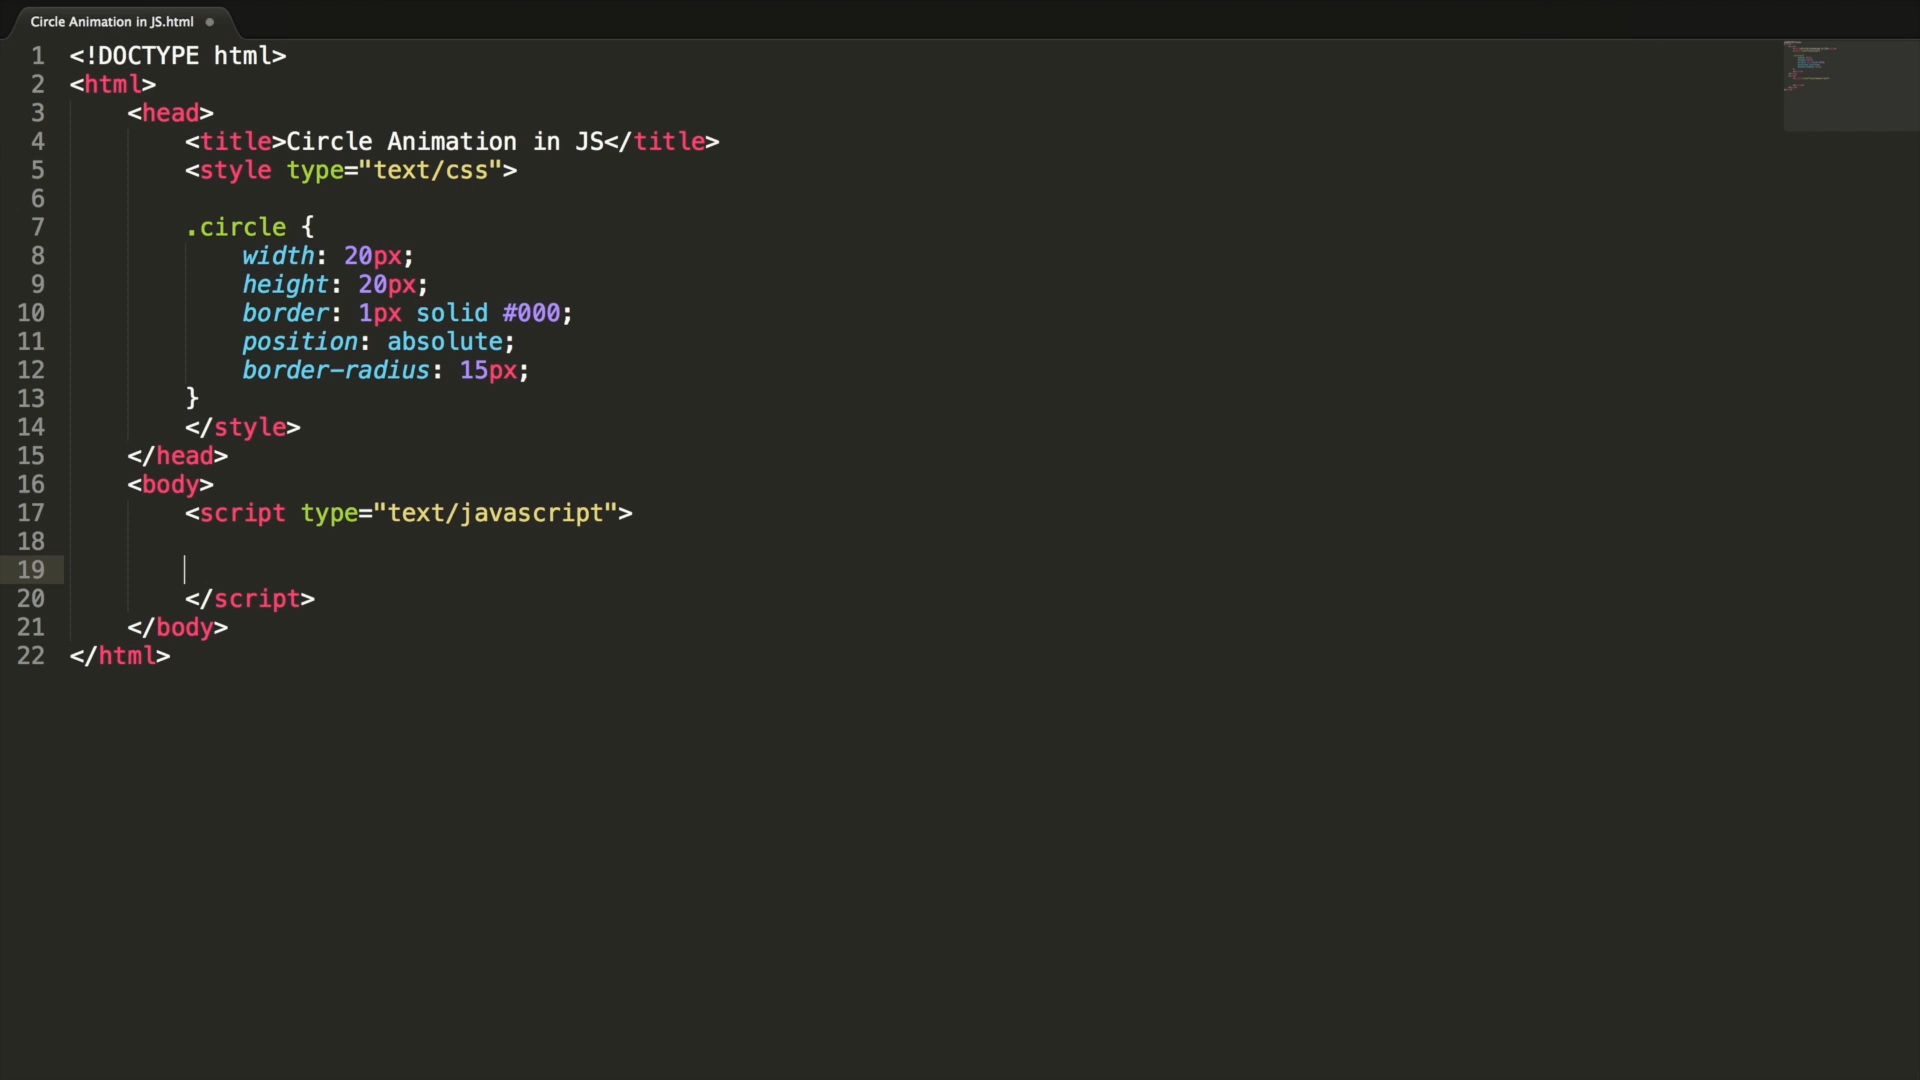 Circle Animation in JS.html
1 <!DOCTYPE html>
2 <html>
3 <head>
4 <title>Circle Animation in JS</title>
5 <style type="text/css">
6
7 .circle {
8 width: 20px;
9 height: 20px;
10 border: 1px solid #000;
11 position: absolute;
12 border-radius: 15px;
13 }
14 </style>
15 </head>
16 <body>
17 <script type="text/javascript">
18
19
20 </script>
21 </body>
22 </html>